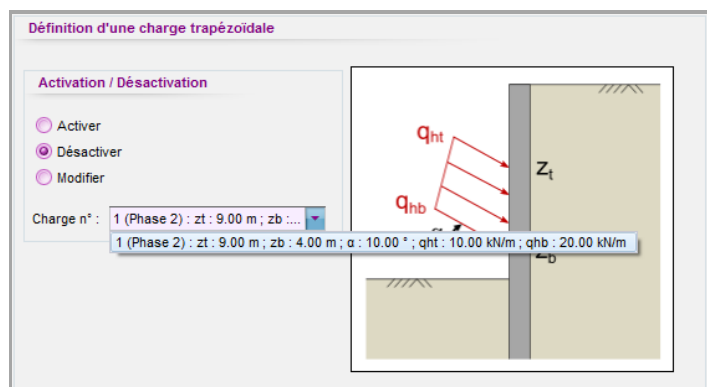 Définition d'une charge trapézoïdale
Activation / Désactivation
Activer
Désactiver
Modifier
Charge n° : 1 (Phase 2) : zt : 9.00 m ; zb :...
1 (Phase 2) : zt : 9.00 m ; zb : 4.00 m ; α : 10.00 ° ; qht : 10.00 kN/m ; qhb : 20.00 kN/m
qht
zt
qhb
zb